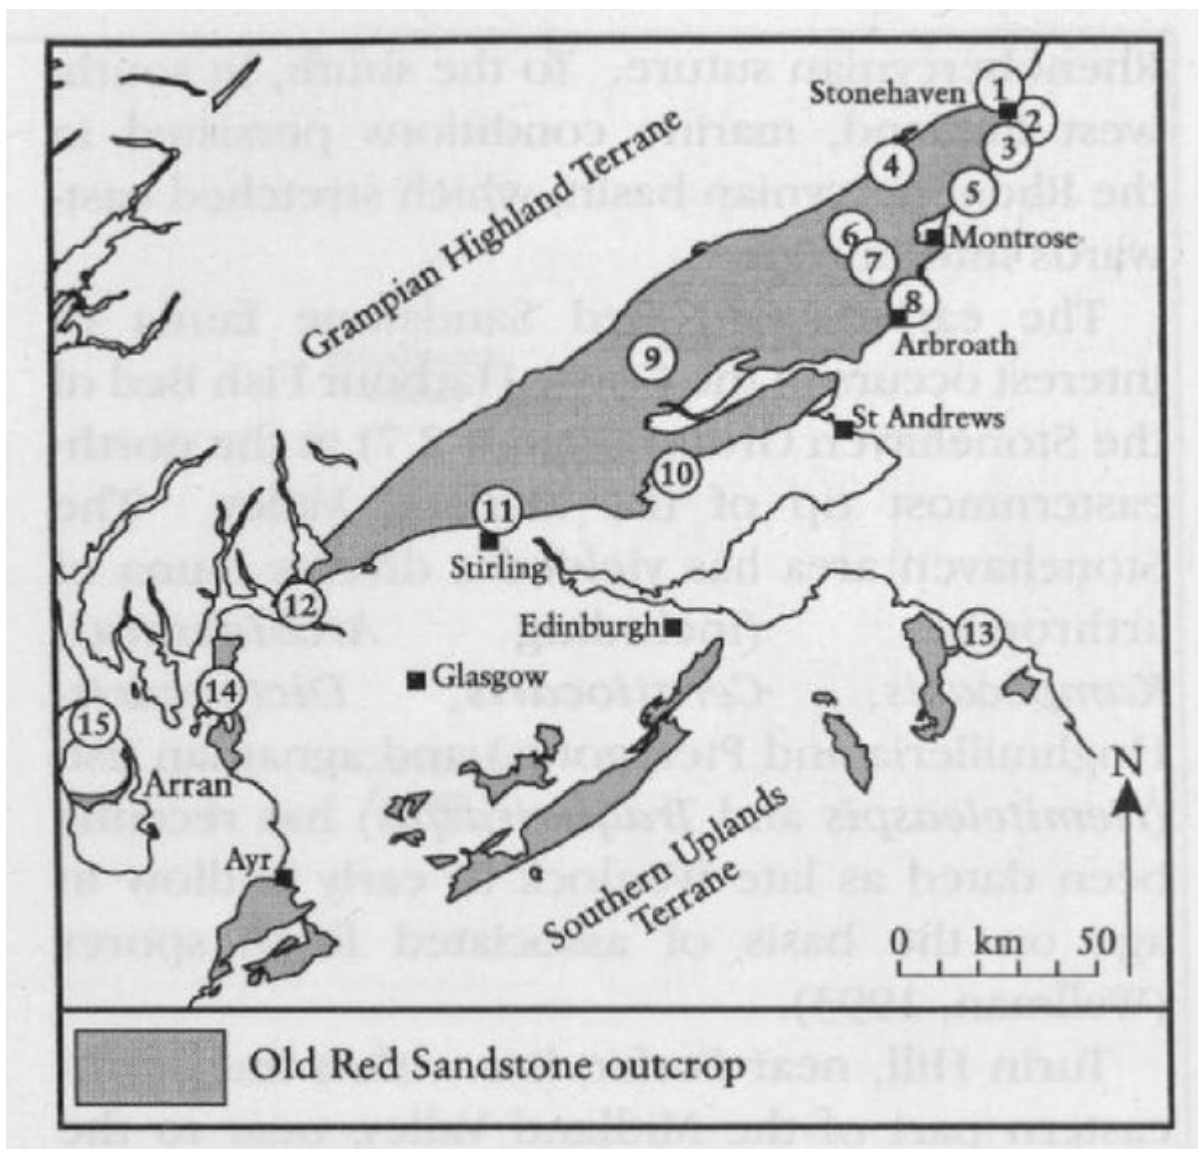 Stonehaven
1
2
3
4
5
Grampian Highland Terrane
6
Montrose
7
8
Arbroath
9
St Andrews
10
11
Stirling
12
Edinburgh
13
Glasgow
14
15
Arran
N
Ayr
Southern Uplands
Terrane
0 km 50
Old Red Sandstone outcrop